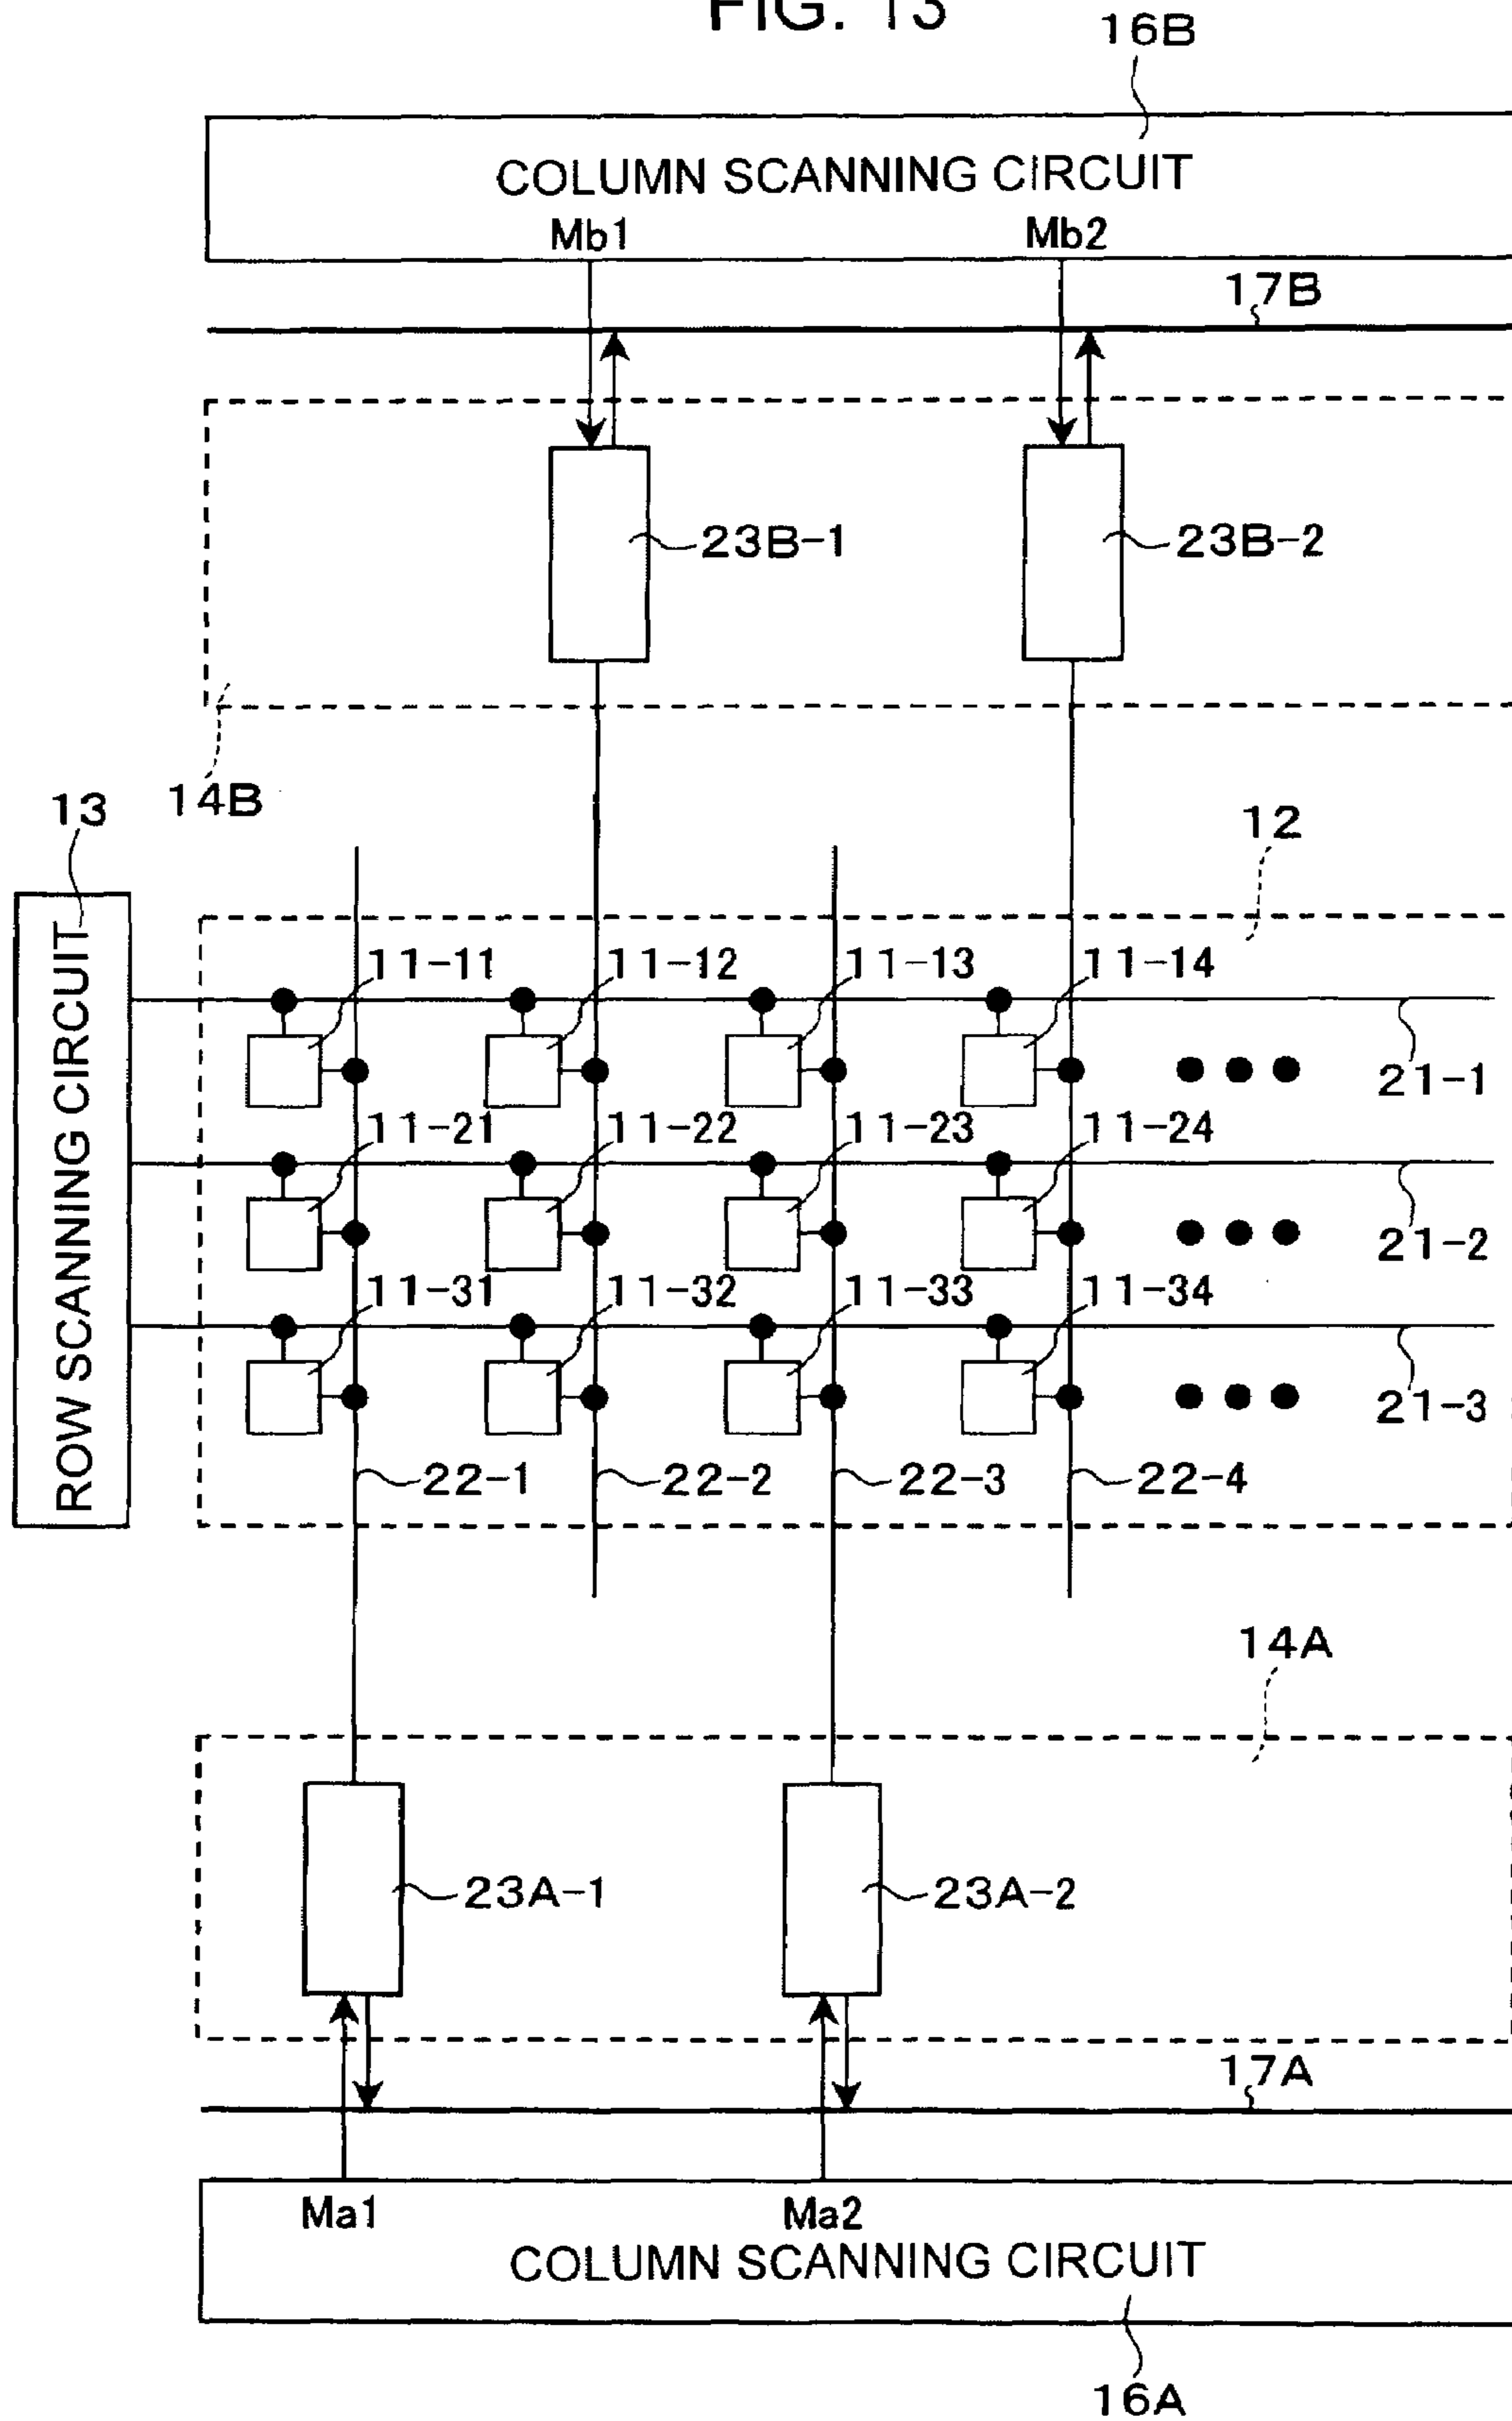 FIG. 13
16B
COLUMN SCANNING CIRCUIT
Mb1 Mb2
17B
23B-1 23B-2
14B
13
12
ROW SCANNING CIRCUIT
11-11 11-12 11-13 11-14
21-1
11-21 11-22 11-23 11-24
21-2
11-31 11-32 11-33 11-34
21-3
22-1 22-2 22-3 22-4
14A
23A-1 23A-2
17A
Ma1 Ma2
COLUMN SCANNING CIRCUIT
16A